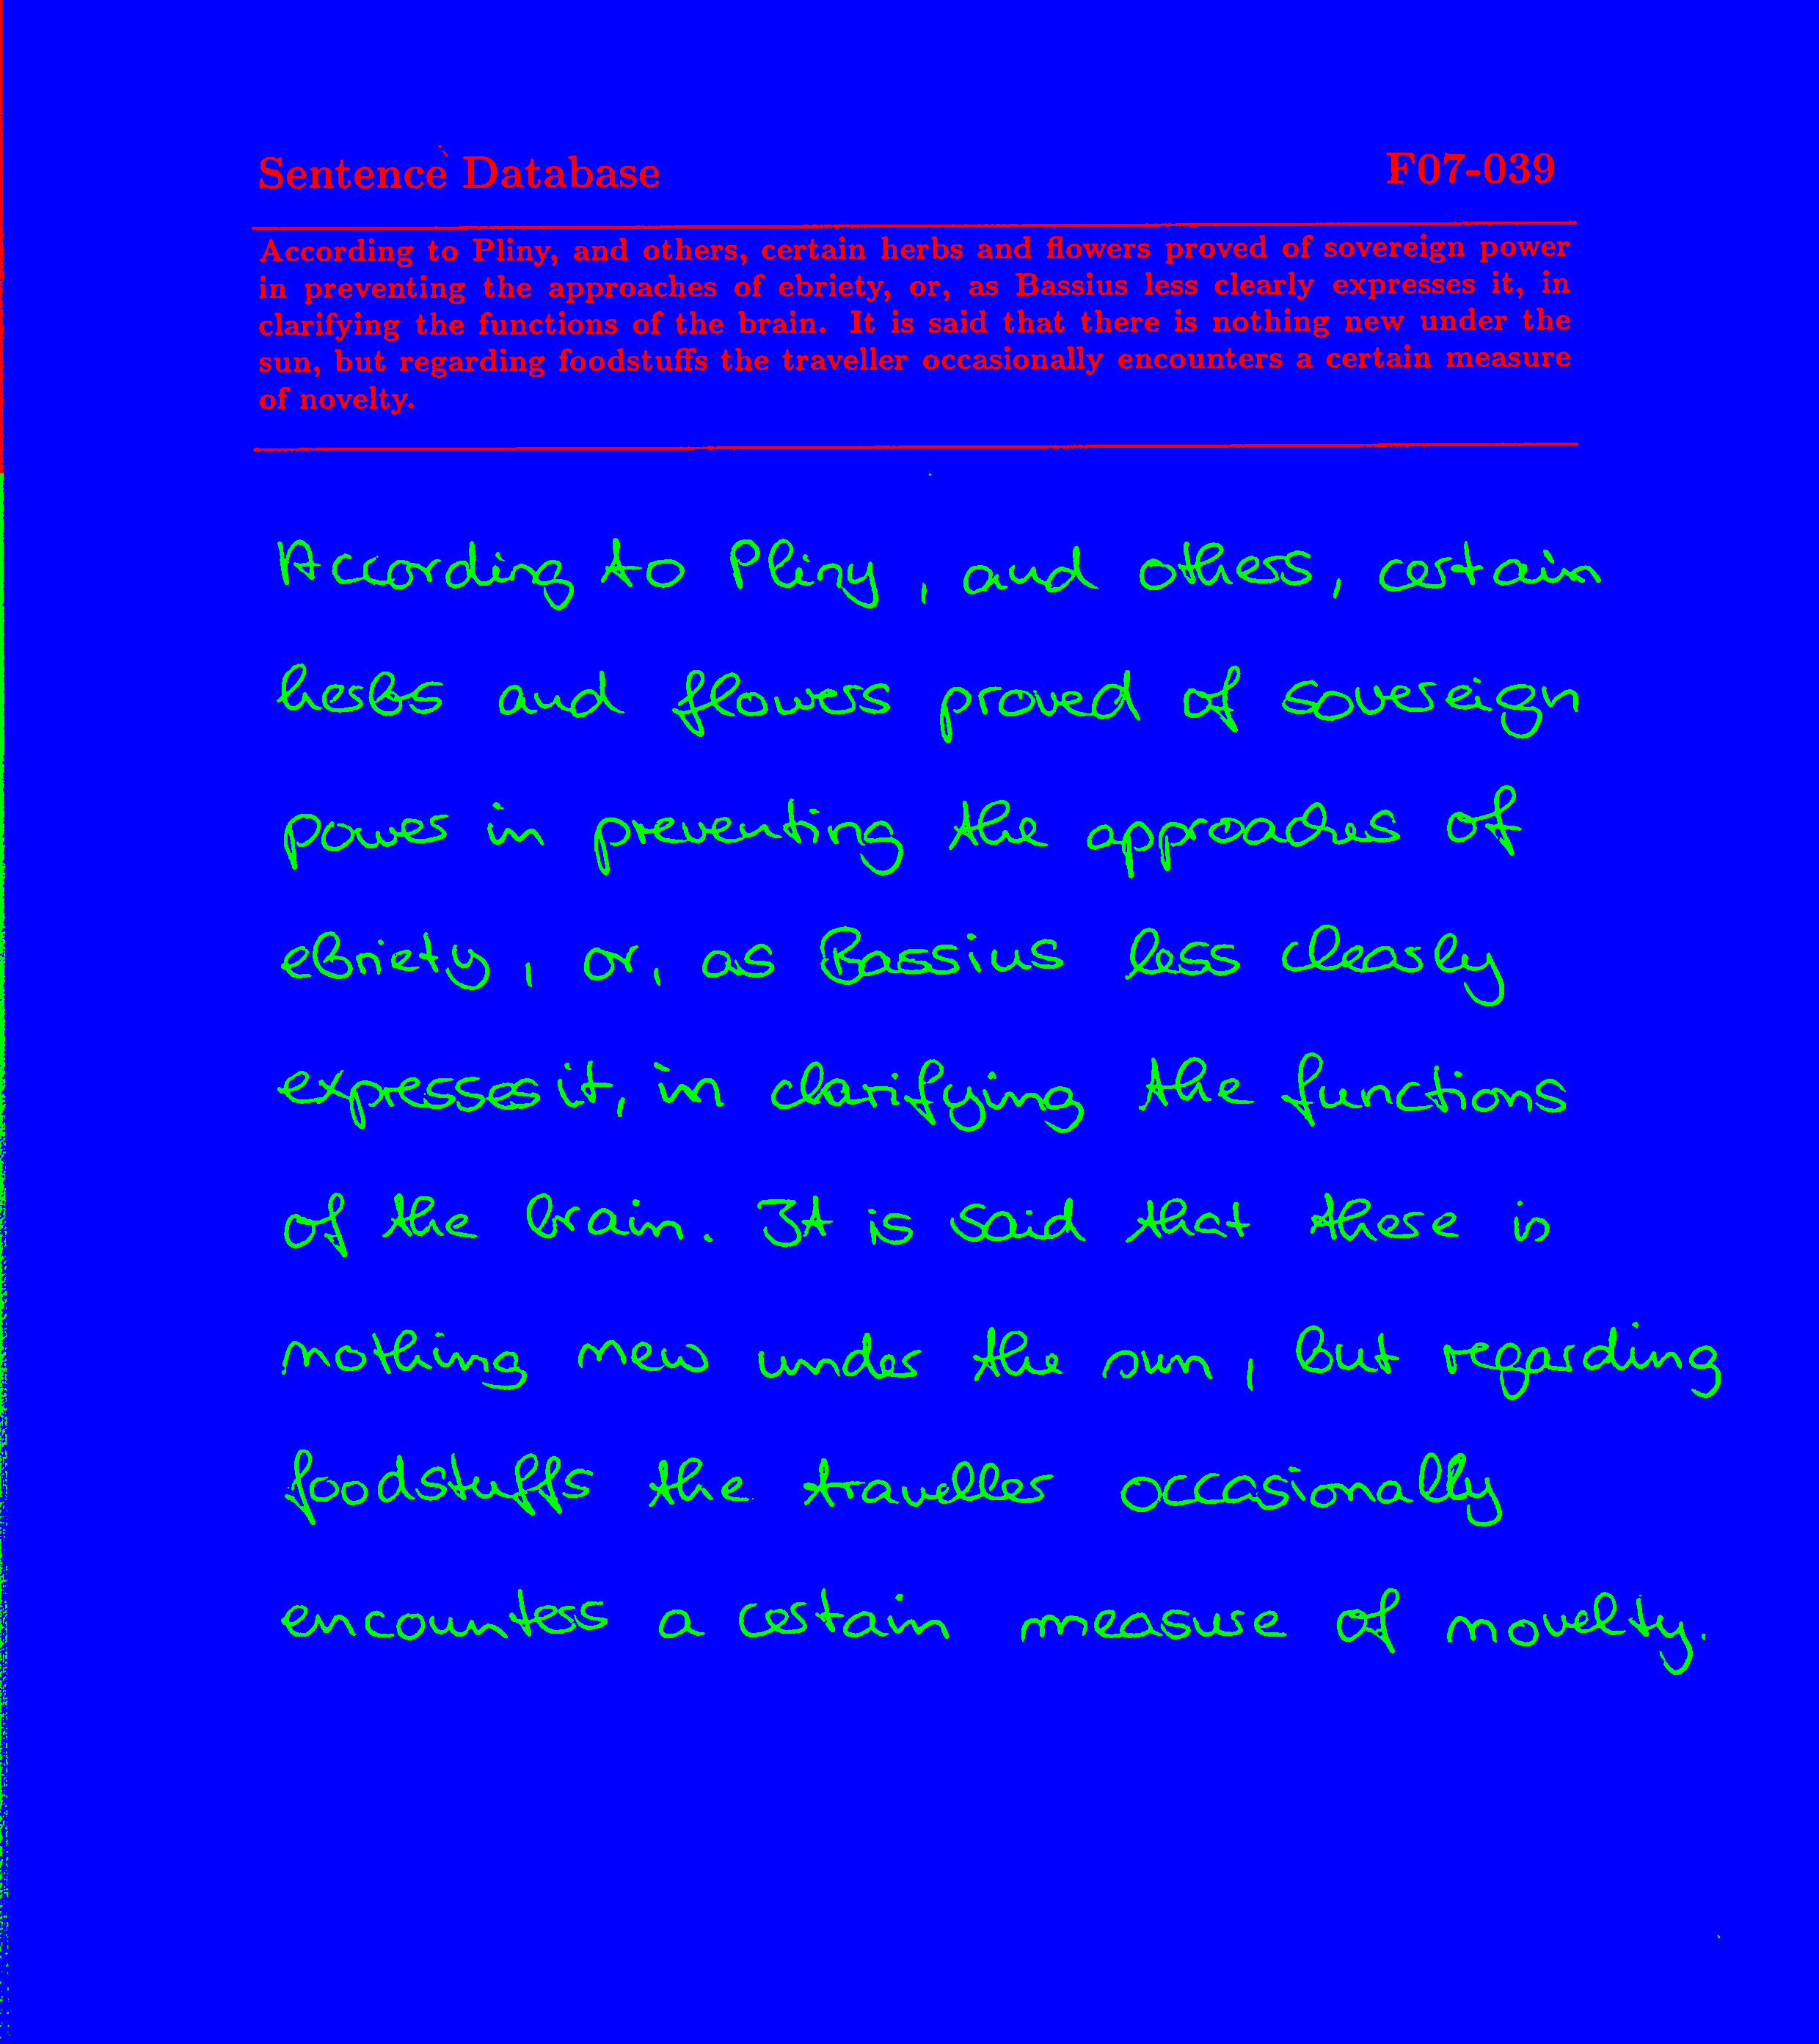 Sentence Database F07-039
According to Pliny, and others, certain herbs and flowers proved of sovereign power
in preventing the approaches of ebriety, or, as Bassius less clearly expresses it, in
clarifying the functions of the brain. It is said that there is nothing new under the
sun, but regarding foodstuffs the traveller occasionally encounters a certain measure
of novelty.
According to Pliny, and others, certain
herbs and flowers proved of sovereign
power in preventing the approaches of
ebriety, or, as Bassius less clearly
expresses it, in clarifying the functions
of the brain. It is said that there is
nothing new under the sun, but regarding
foodstuffs the traveller occasionally
encounters a certain measure of novelty.